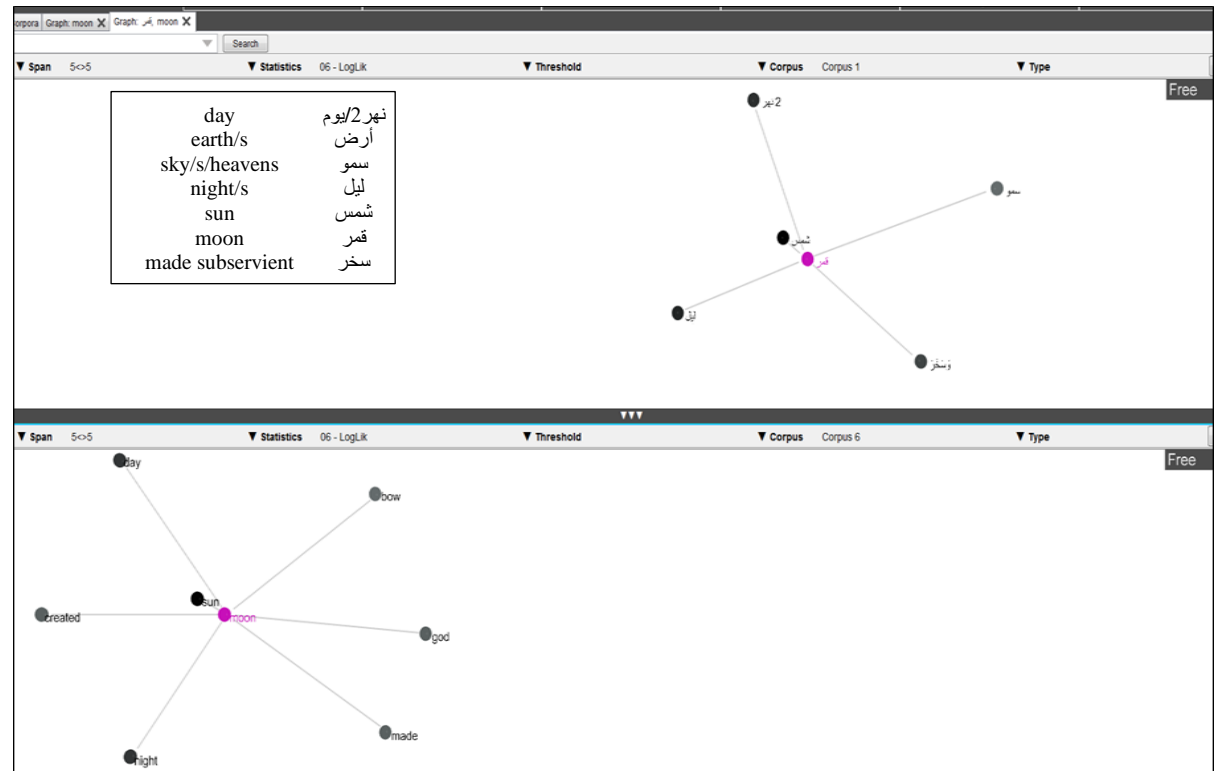 orpora Graph: moon X Graph: قمر, moon X
Search
▼ Span 5<>5 ▼ Statistics 06 - LogLik ▼ Threshold ▼ Corpus Corpus 1 ▼ Type
Free
day نهر2/يوم
earth/s أرض
sky/s/heavens سمو
night/s ليل
sun شمس
moon قمر
made subservient سخر
نهر2
سمو
شمس
قمر
ليل
وَسَخَّرَ
▼▼▼
▼ Span 5<>5 ▼ Statistics 06 - LogLik ▼ Threshold ▼ Corpus Corpus 6 ▼ Type
Free
day
bow
sun
created
moon
god
made
night